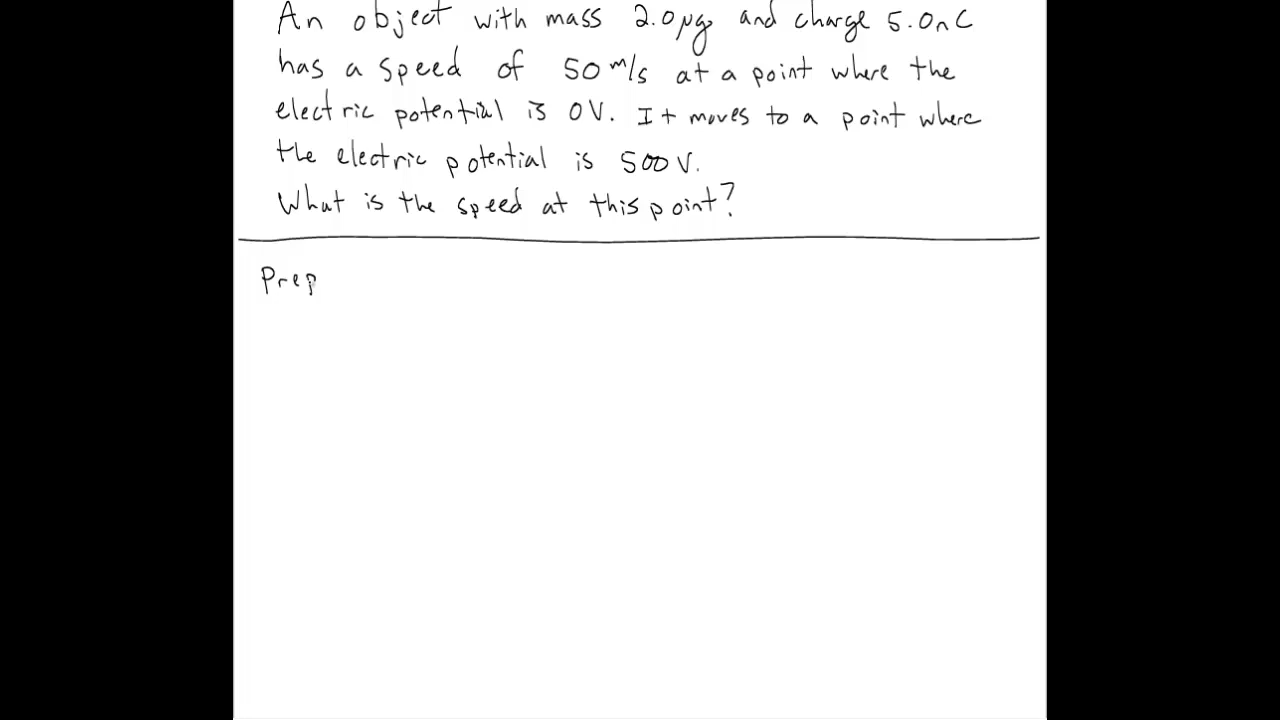 An object with mass 2.0μg and charge 5.0nC
has a speed of 50 m/s at a point where the
electric potential is 0V. It moves to a point where
the electric potential is 500V.
What is the speed at this point?
Prep